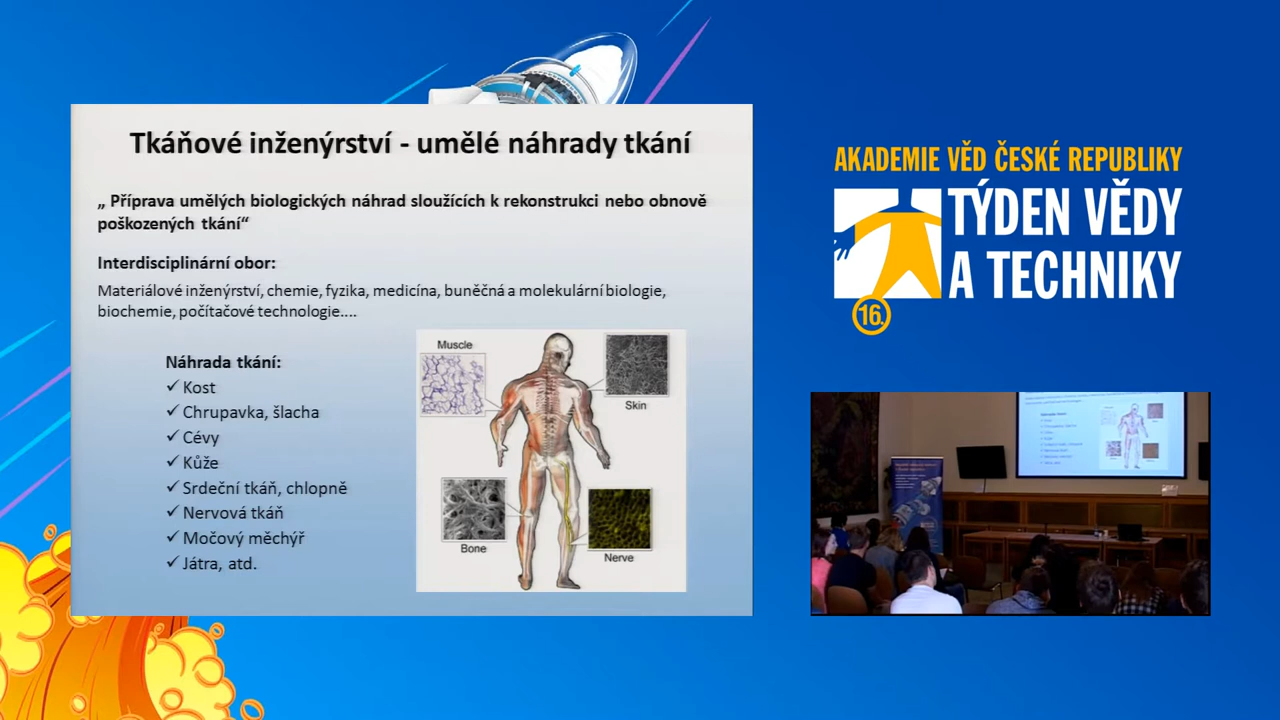 Tkáňové inženýrství - umělé náhrady tkání
„ Příprava umělých biologických náhrad sloužících k rekonstrukci nebo obnově
poškozených tkání“
Interdisciplinární obor:
Materiálové inženýrství, chemie, fyzika, medicína, buněčná a molekulární biologie,
biochemie, počítačové technologie....
Náhrada tkání:
✓ Kost
✓ Chrupavka, šlacha
✓ Cévy
✓ Kůže
✓ Srdeční tkáň, chlopně
✓ Nervová tkáň
✓ Močový měchýř
✓ Játra, atd.
Muscle
Skin
Bone
Nerve
AKADEMIE VĚD ČESKÉ REPUBLIKY
TÝDEN VĚDY
A TECHNIKY
16.